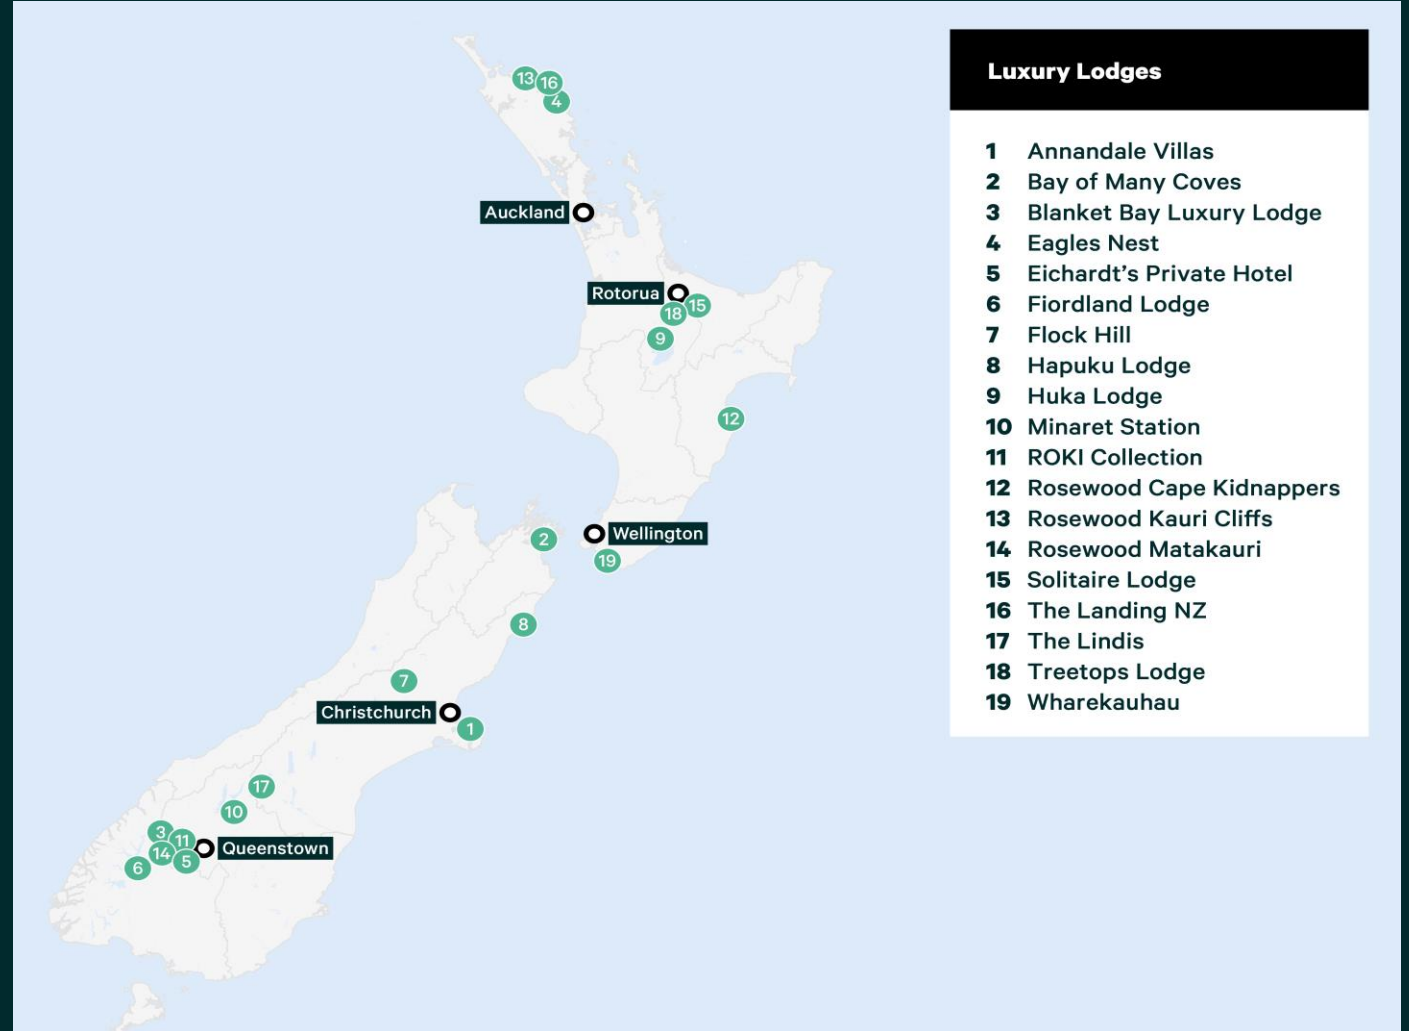 Luxury Lodges
1 Annandale Villas
2 Bay of Many Coves
3 Blanket Bay Luxury Lodge
4 Eagles Nest
5 Eichardt’s Private Hotel
6 Fiordland Lodge
7 Flock Hill
8 Hapuku Lodge
9 Huka Lodge
10 Minaret Station
11 ROKI Collection
12 Rosewood Cape Kidnappers
13 Rosewood Kauri Cliffs
14 Rosewood Matakauri
15 Solitaire Lodge
16 The Landing NZ
17 The Lindis
18 Treetops Lodge
19 Wharekauhau
13
16
4
Auckland
Rotorua
15
18
9
12
Wellington
2
19
8
7
Christchurch
1
17
10
3
11
Queenstown
14
5
6